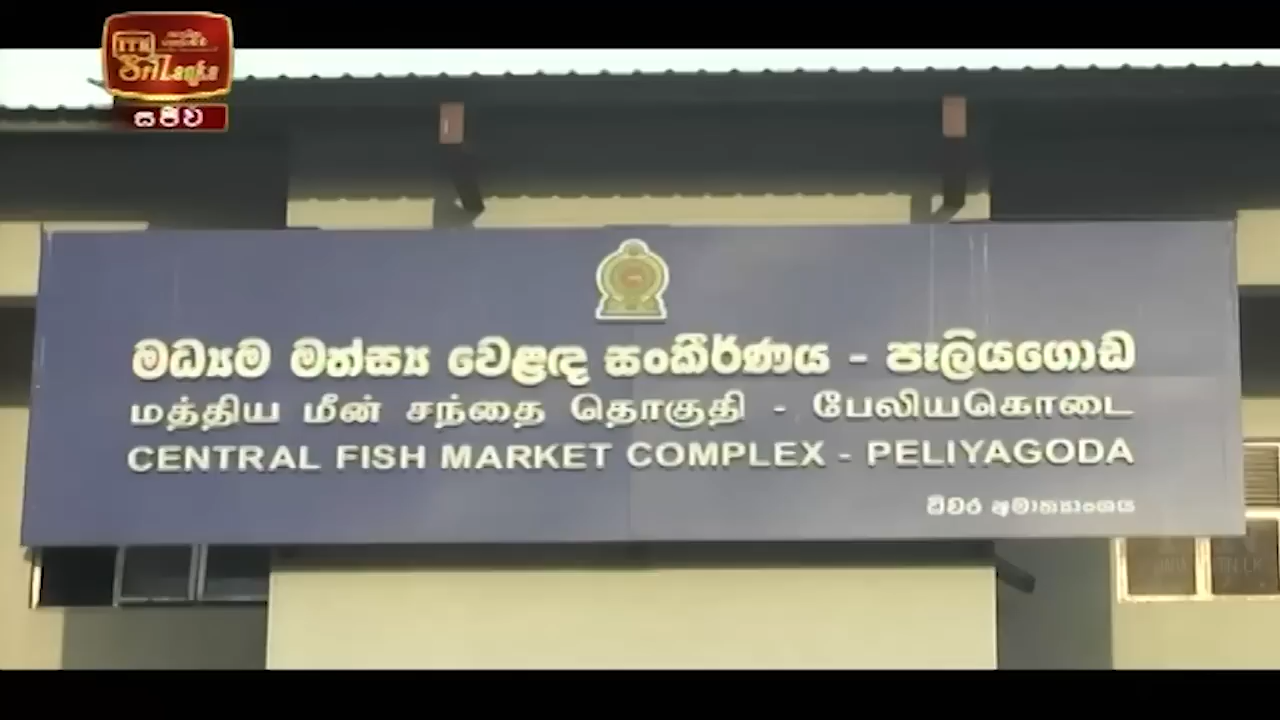 ITN
Sri Lanka
සජීව
මධ්‍යම මත්ස්‍ය වෙළඳ සංකීර්ණය - පෑලියගොඩ
மத்திய மீன் சந்தை தொகுதி - பேலியகொடை
CENTRAL FISH MARKET COMPLEX - PELIYAGODA
ධීවර අමාත්‍යාංශය